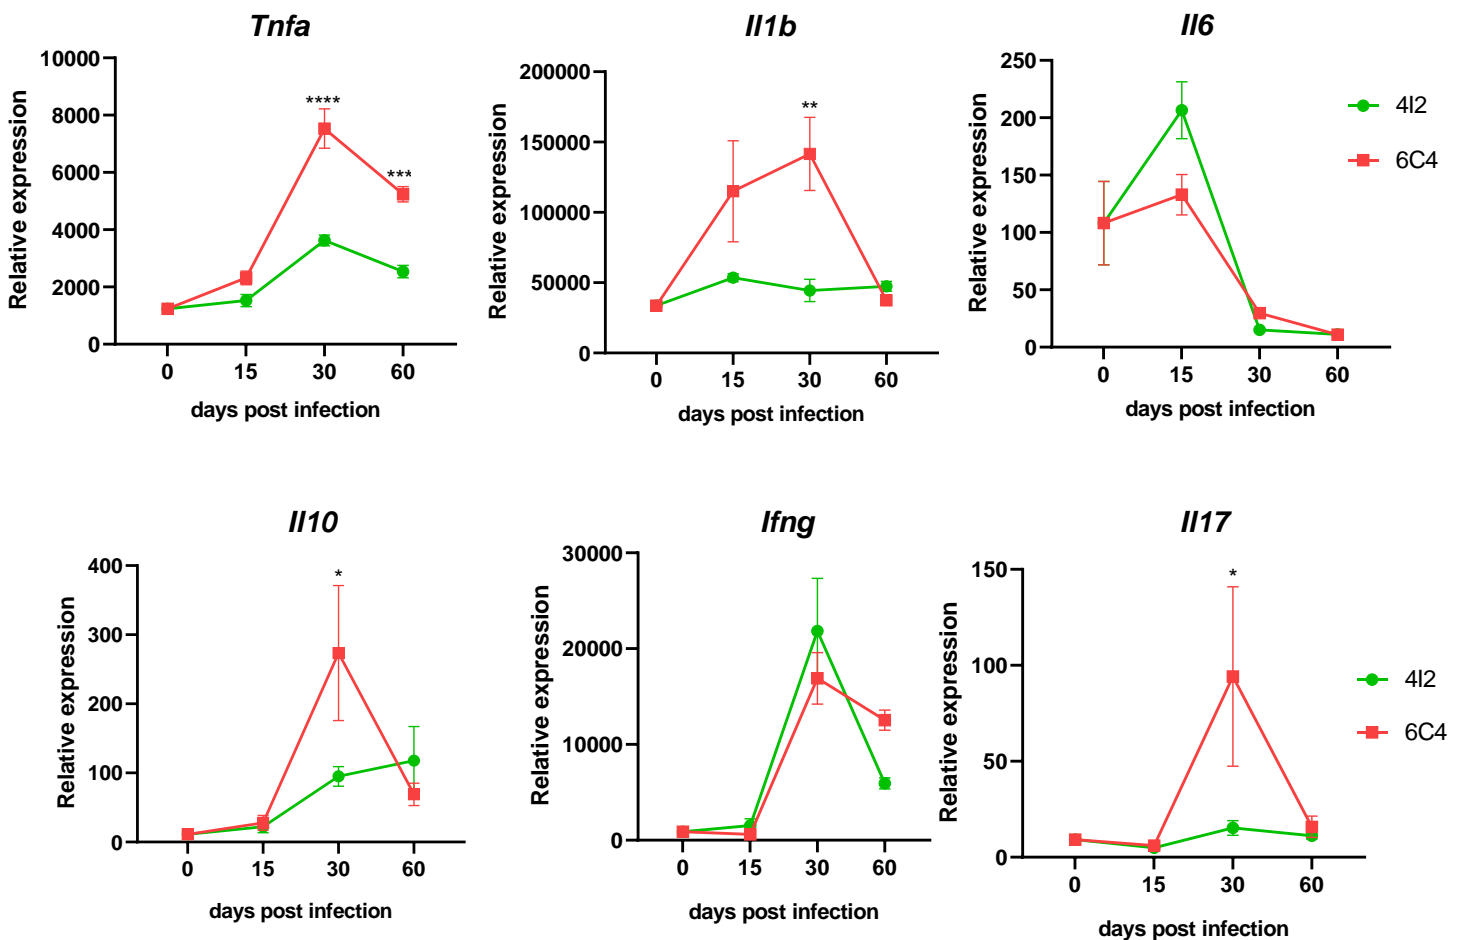 Tnfa
Relative expression
10000
8000
6000
4000
2000
0
****
***
0 15 30 60
days post infection
Il1b
Relative expression
200000
150000
100000
50000
0
**
0 15 30 60
days post infection
Il6
Relative expression
250
200
150
100
50
0
0 15 30 60
days post infection
4I2
6C4
Il10
Relative expression
400
300
200
100
0
*
0 15 30 60
days post infection
Ifng
Relative expression
30000
20000
10000
0
0 15 30 60
days post infection
Il17
Relative expression
150
100
50
0
*
0 15 30 60
days post infection
4I2
6C4